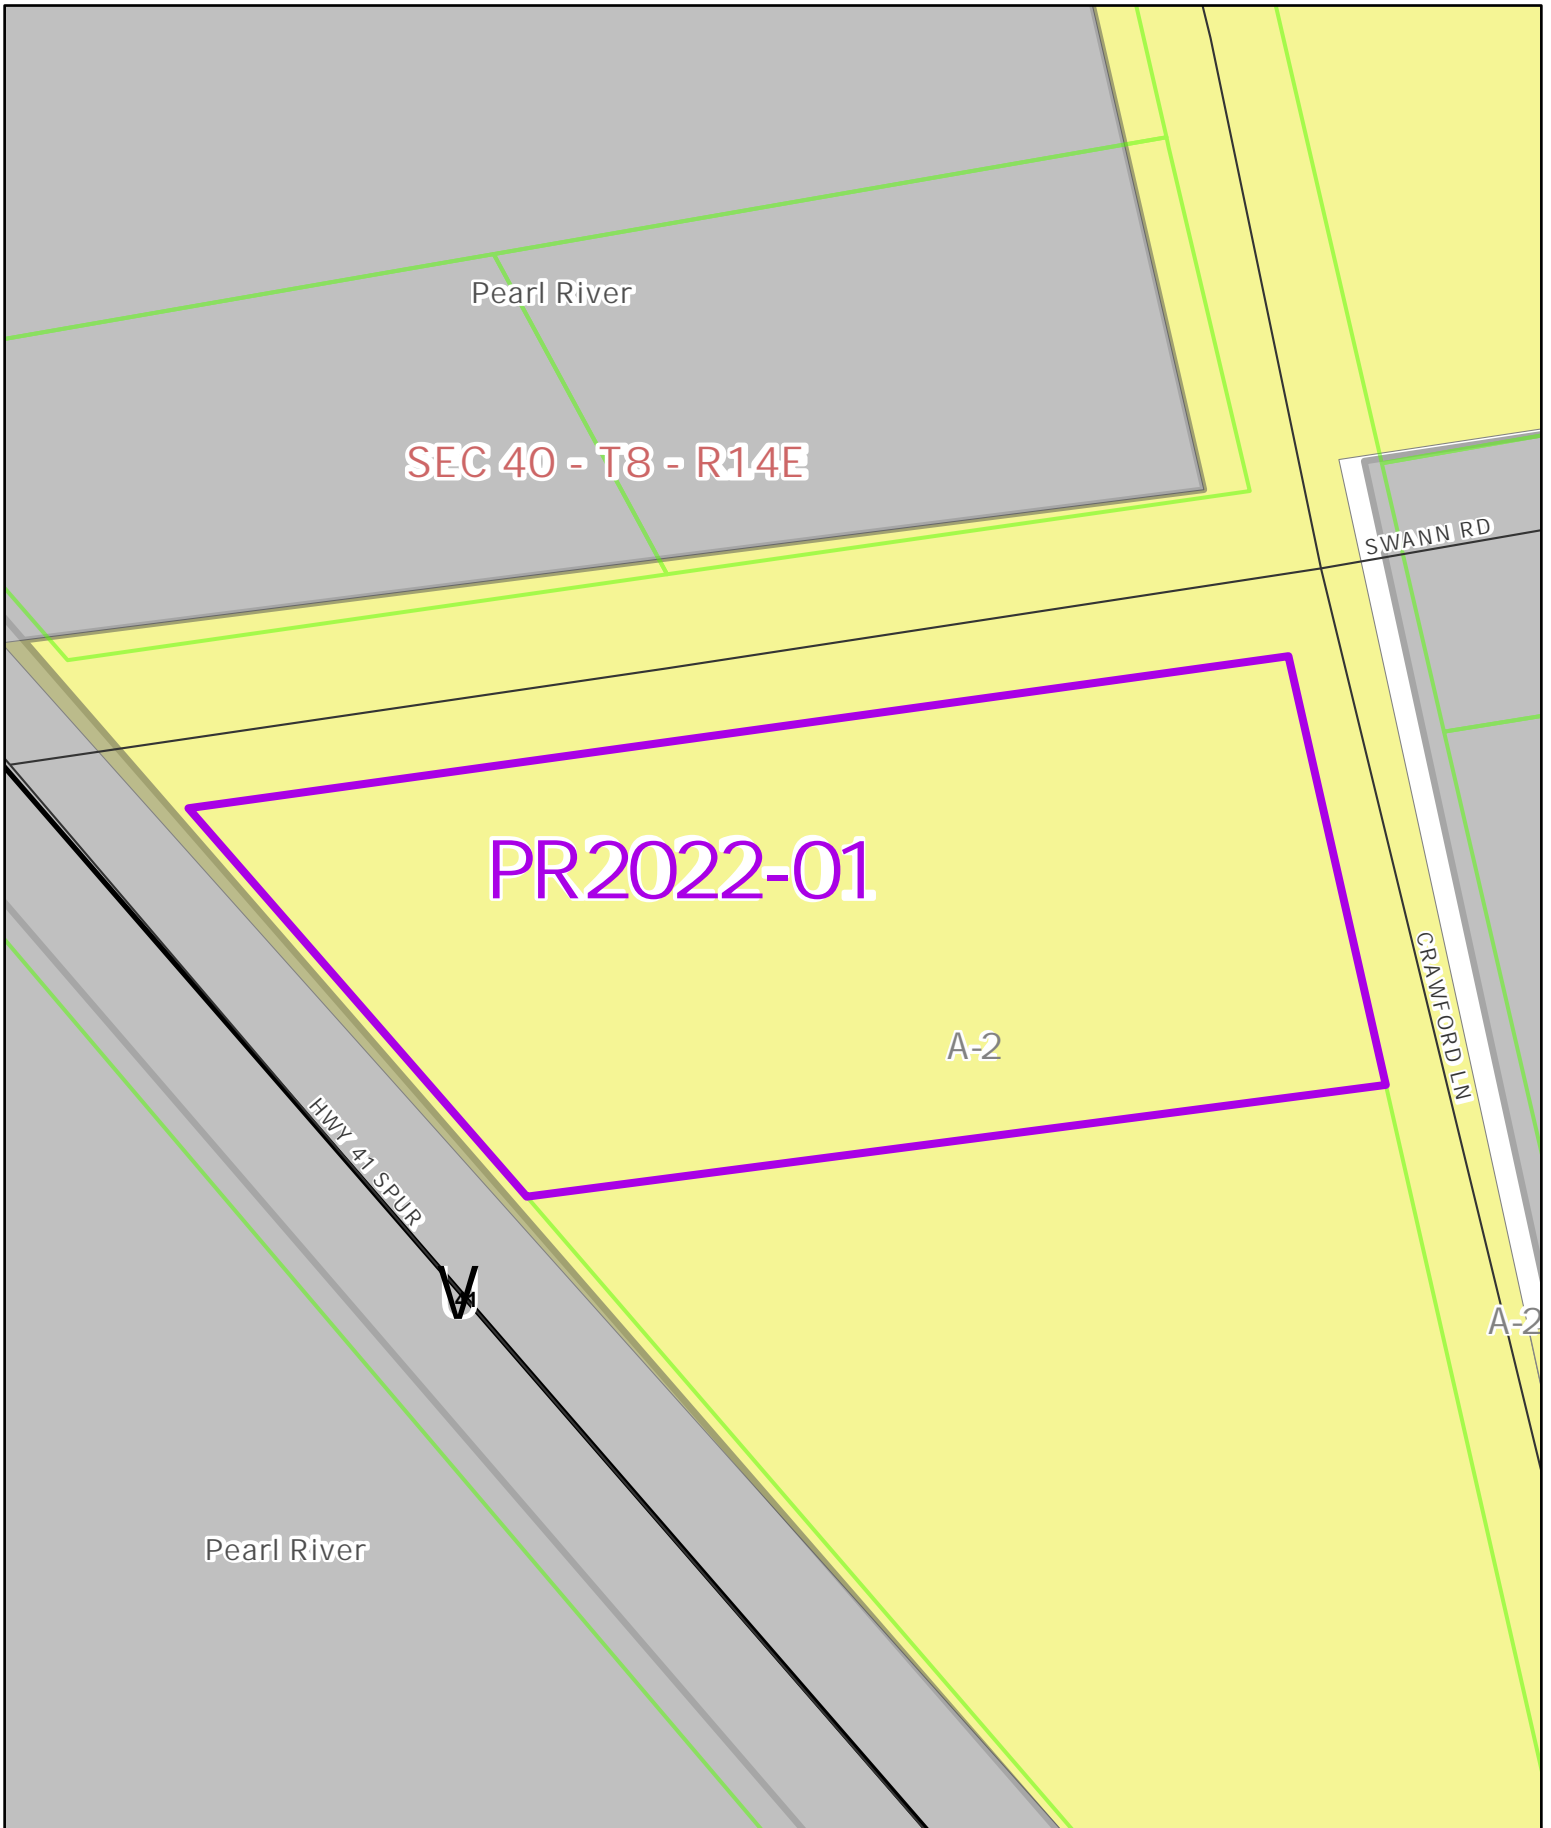 Pearl River
SEC 40 - T8 - R14E
SWANN RD
PR2022-01
CRAWFORD LN
A-2
HWY 41 SPUR
41
A-2
Pearl River